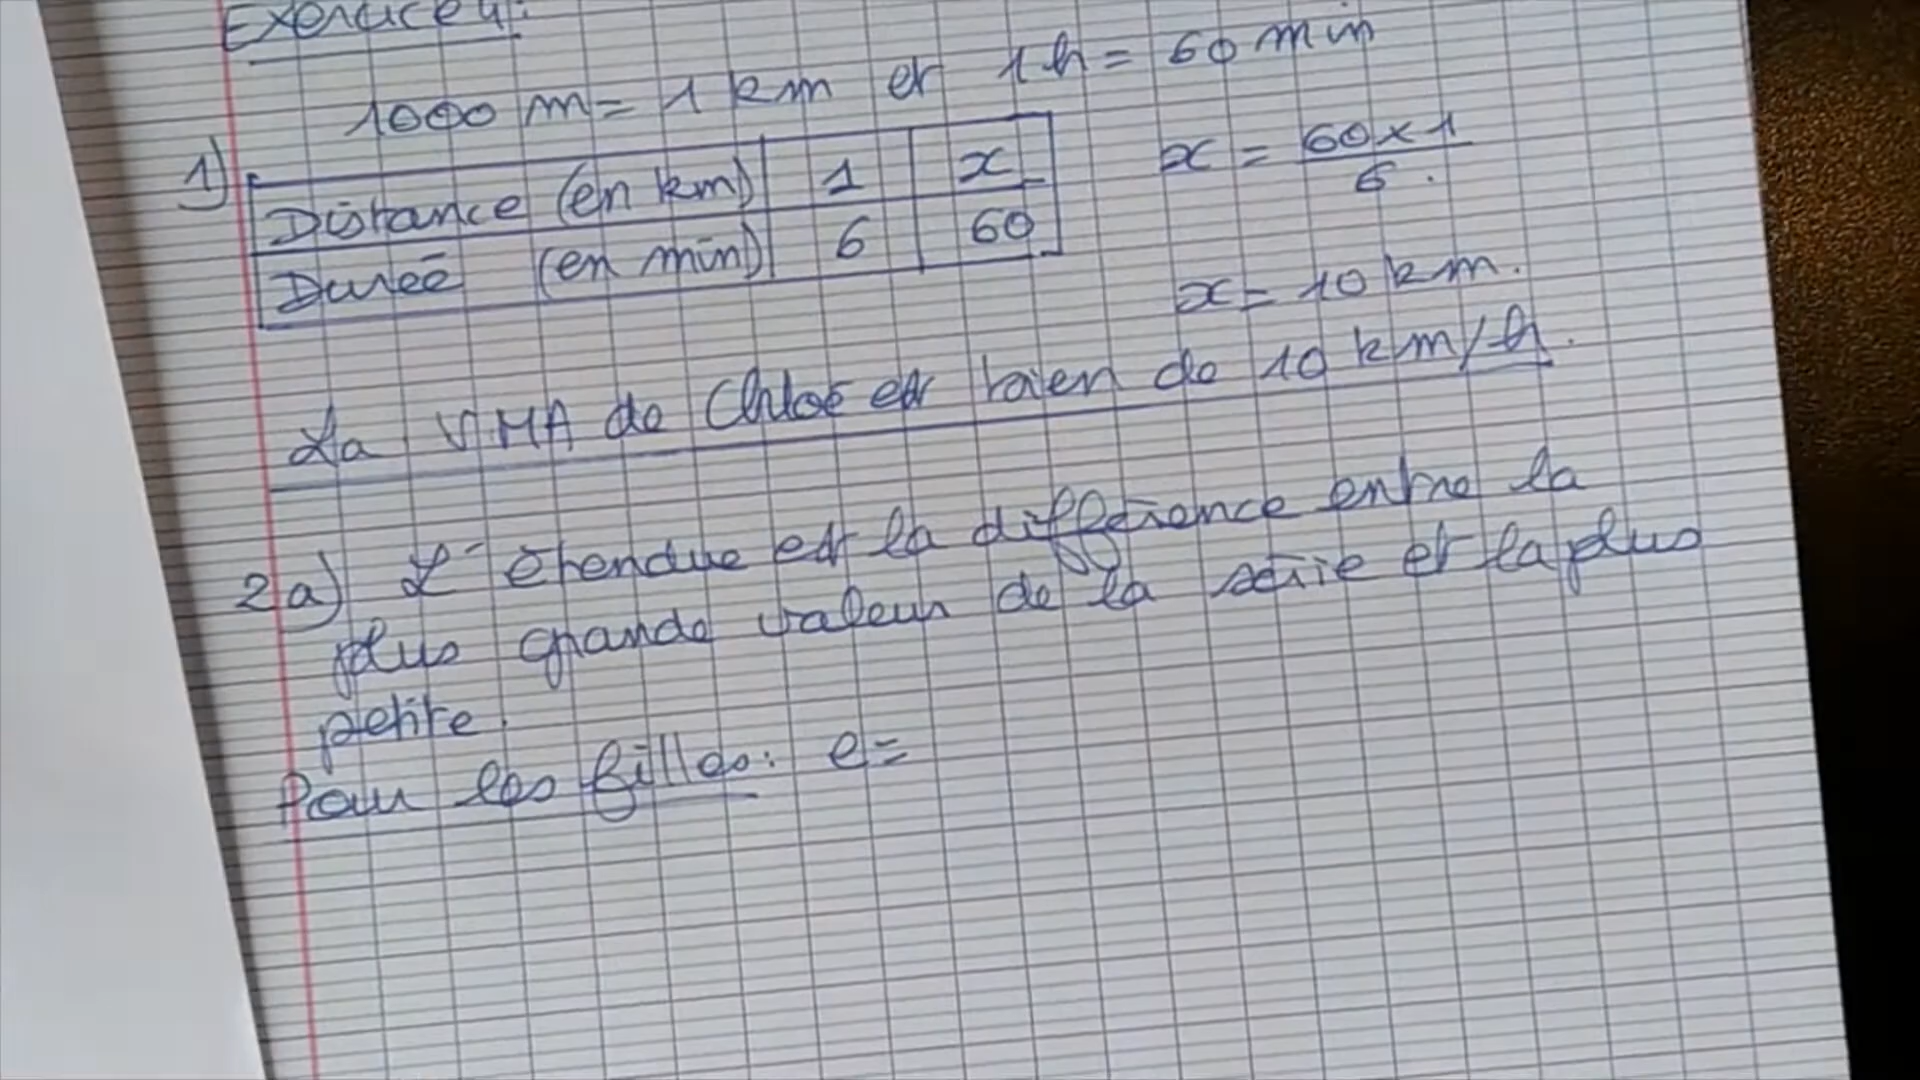 Exercice 4:
1000 m = 1 km et 1 h = 60 min
1) Distance (en km) 1 x
Durée (en min) 6 60
x = 60 x 1 / 6.
x = 10 km.
La VMA de Chloé est bien de 10 km/h.
2a) L'étendue est la différence entre la
plus grande valeur de la série et la plus
petite.
Pour les filles: e =